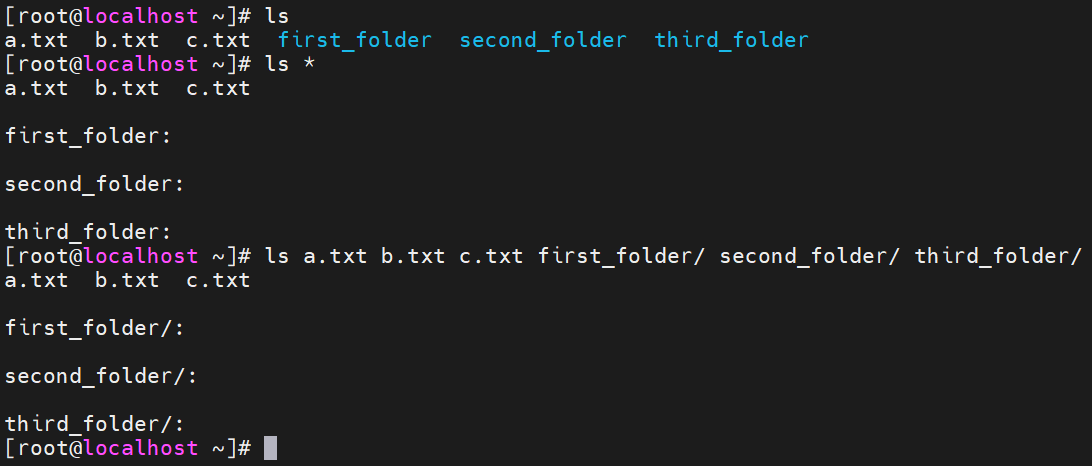 [root@localhost ~]# ls
a.txt  b.txt  c.txt  first_folder  second_folder  third_folder
[root@localhost ~]# ls *
a.txt  b.txt  c.txt
first_folder:
second_folder:
third_folder:
[root@localhost ~]# ls a.txt b.txt c.txt first_folder/ second_folder/ third_folder/
a.txt  b.txt  c.txt
first_folder/:
second_folder/:
third_folder/:
[root@localhost ~]#